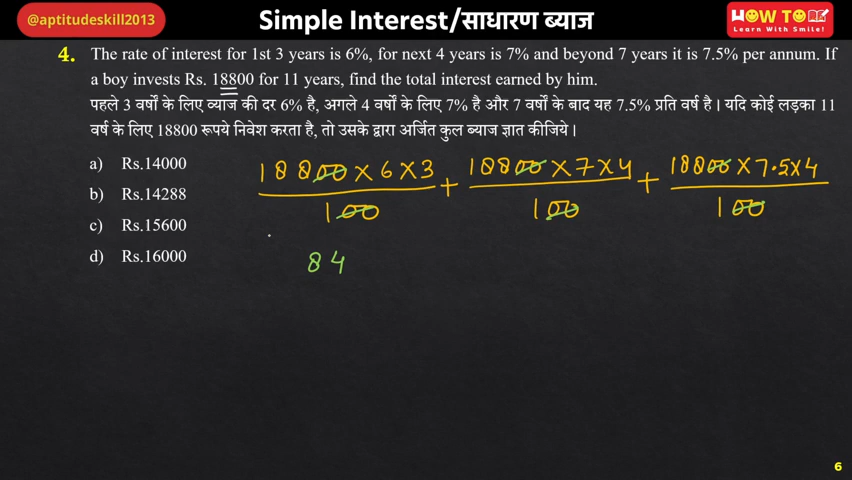 @aptitudeskill2013
Simple Interest/साधारण ब्याज
HOW TO
Learn With Smile!
4. The rate of interest for 1st 3 years is 6%, for next 4 years is 7% and beyond 7 years it is 7.5% per annum. If
a boy invests Rs. 18800 for 11 years, find the total interest earned by him.
पहले 3 वर्षों के लिए व्याज की दर 6% है, अगले 4 वर्षों के लिए 7% है और 7 वर्षों के बाद यह 7.5% प्रति वर्ष है। यदि कोई लड़का 11
वर्ष के लिए 18800 रूपये निवेश करता है, तो उसके द्वारा अर्जित कुल ब्याज ज्ञात कीजिये।
a) Rs.14000
b) Rs.14288
c) Rs.15600
d) Rs.16000
18800 × 6 × 3 + 18800 × 7 × 4 + 18800 × 7.5 × 4
100 100 100
84
6